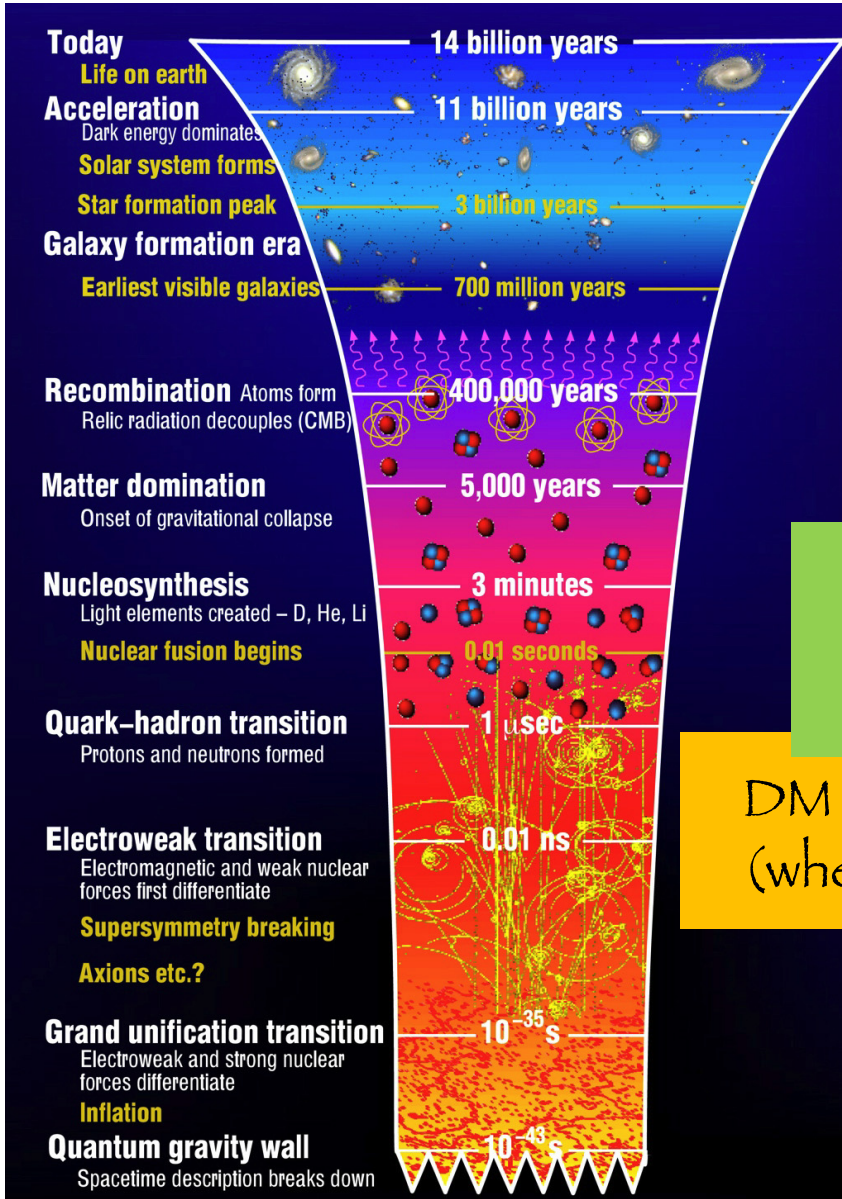 Today
14 billion years
Life on earth
Acceleration
11 billion years
Dark energy dominates
Solar system forms
Star formation peak
3 billion years
Galaxy formation era
Earliest visible galaxies
700 million years
Recombination Atoms form
400,000 years
Relic radiation decouples (CMB)
Matter domination
5,000 years
Onset of gravitational collapse
Nucleosynthesis
3 minutes
Light elements created – D, He, Li
Nuclear fusion begins
0.01 seconds
Quark–hadron transition
1 μsec
Protons and neutrons formed
DM
(whe
Electroweak transition
0.01 ns
Electromagnetic and weak nuclear
forces first differentiate
Supersymmetry breaking
Axions etc.?
Grand unification transition
10⁻³⁵s
Electroweak and strong nuclear
forces differentiate
Inflation
Quantum gravity wall
10⁻⁴³s
Spacetime description breaks down